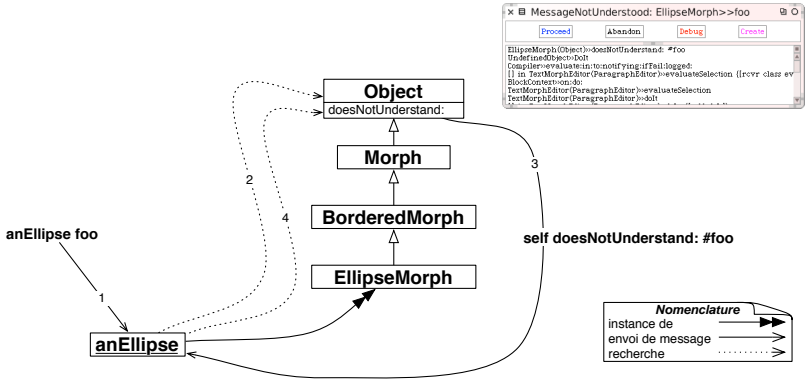 MessageNotUnderstood: EllipseMorph>>foo
Proceed Abandon Debug Create
EllipseMorph(Object)»doesNotUnderstand: #foo
UndefinedObject»DoIt
Compiler»evaluate:in:to:notifying:ifFail:logged:
[] in TextMorphEditor(ParagraphEditor)»evaluateSelection {[rcvr class ev
BlockContext»on:do:
TextMorphEditor(ParagraphEditor)»evaluateSelection
TextMorphEditor(ParagraphEditor)»doIt
Object
doesNotUnderstand:
Morph
3
2
4
BorderedMorph
anEllipse foo
self doesNotUnderstand: #foo
EllipseMorph
1
anEllipse
Nomenclature
instance de
envoi de message
recherche